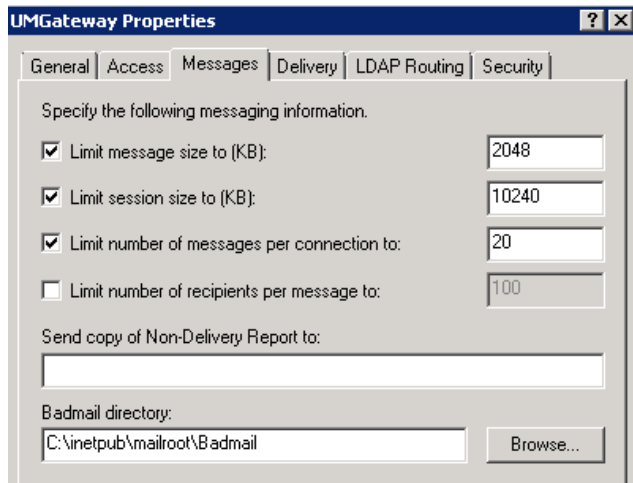 UMGateway Properties
General Access Messages Delivery LDAP Routing Security
Specify the following messaging information.
Limit message size to (KB): 2048
Limit session size to (KB): 10240
Limit number of messages per connection to: 20
Limit number of recipients per message to: 100
Send copy of Non-Delivery Report to:
Badmail directory:
C:\inetpub\mailroot\Badmail Browse...